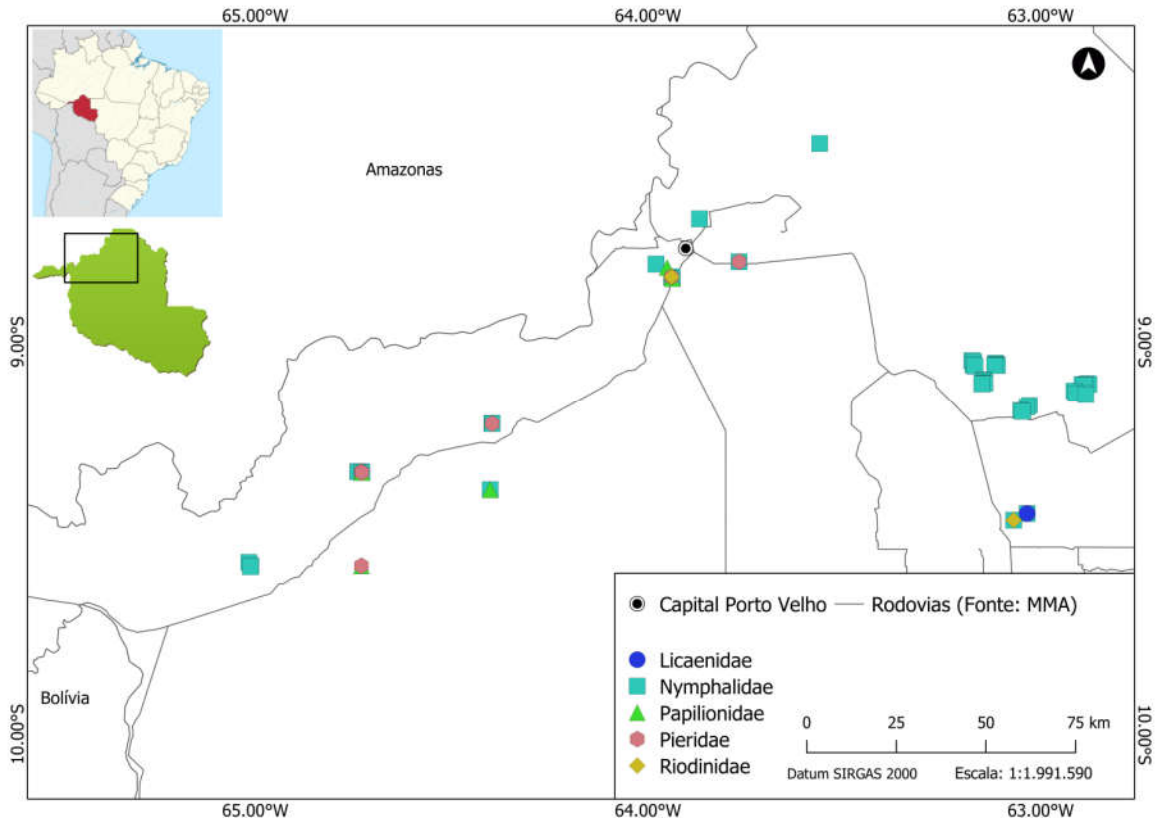 65.00°W 64.00°W 63.00°W
Amazonas
9.00°S 9.00°S
Capital Porto Velho Rodovias (Fonte: MMA)
Licaenidae
Nymphalidae
Bolívia
Papilionidae
0 25 50 75 km
Pieridae
Riodinidae
Datum SIRGAS 2000 Escala: 1:1.991.590
10.00°S 10.00°S
65.00°W 64.00°W 63.00°W